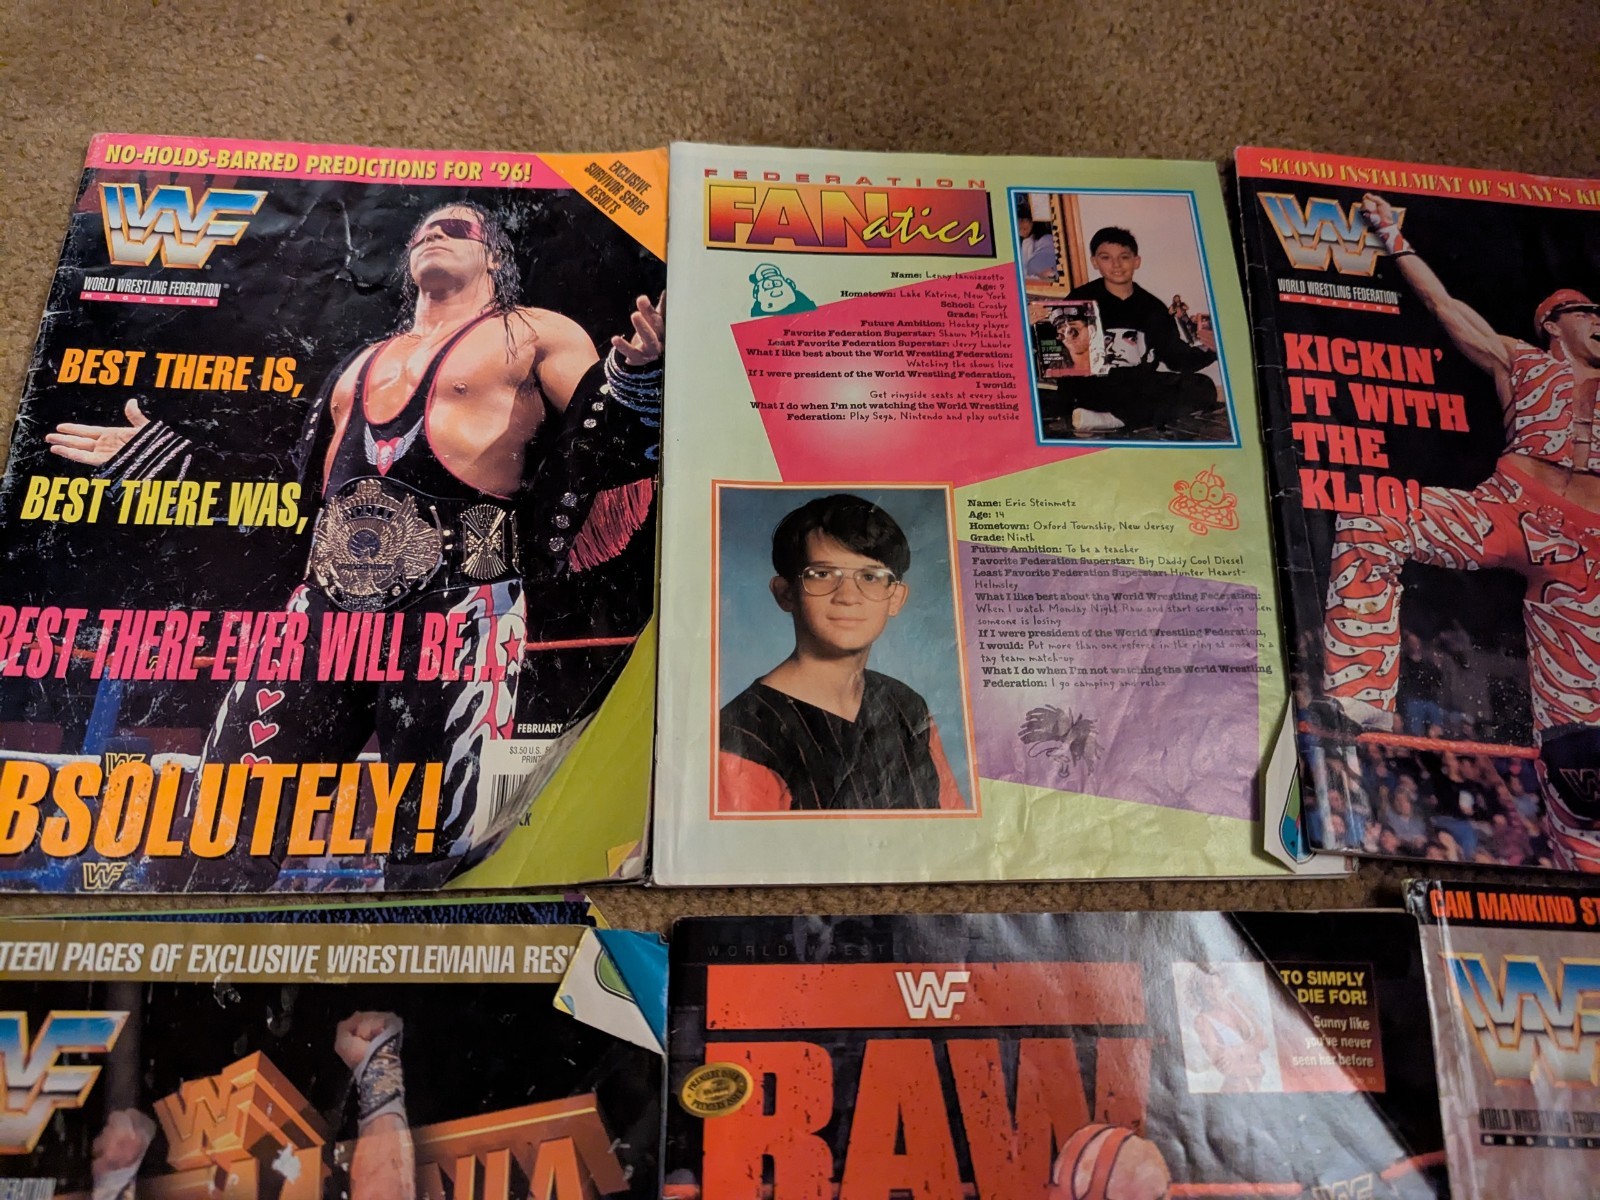 NO-HOLDS-BARRED PREDICTIONS FOR '96!
EXCLUSIVE
SURVIVOR SERIES
RESULTS
WF
WORLD WRESTLING FEDERATION
MAGAZINE
BEST THERE IS,
BEST THERE WAS,
BEST THERE EVER WILL BE...
ABSOLUTELY!
FEBRUARY
$3.50 U.S.
FEDERATION
FANatics
Name: Lenny Iannizzotto
Age: 9
Hometown: Lake Katrine, New York
School: Crosby
Grade: Fourth
Future Ambition: Hockey player
Favorite Federation Superstar: Shawn Michaels
Least Favorite Federation Superstar: Jerry Lawler
What I like best about the World Wrestling Federation:
Watching the shows live
If I were president of the World Wrestling Federation,
I would:
Get ringside seats at every show
What I do when I'm not watching the World Wrestling
Federation: Play Sega, Nintendo and play outside
Name: Eric Steinmetz
Age: 14
Hometown: Oxford Township, New Jersey
Grade: Ninth
Future Ambition: To be a teacher
Favorite Federation Superstar: Big Daddy Cool Diesel
Least Favorite Federation Superstar: Hunter Hearst-
Helmsley
What I like best about the World Wrestling Federation:
When I watch Monday Night Raw and start screaming when
someone is losing
If I were president of the World Wrestling Federation,
I would: Put more than one referee in the ring at once in a
tag team match-up
What I do when I'm not watching the World Wrestling
Federation: I go camping and relax
SECOND INSTALLMENT OF SUNNY'S
WORLD WRESTLING FEDERATION
MAGAZINE
KICKIN'
IT WITH
THE
KLIQ!
TEEN PAGES OF EXCLUSIVE WRESTLEMANIA
WF
WORLD
WF
RAW
PREMIERE ISSUE
TO SIMPLY
DIE FOR!
Sunny like
you've never
seen her before
CAN MANKIND
WORLD WRESTLING